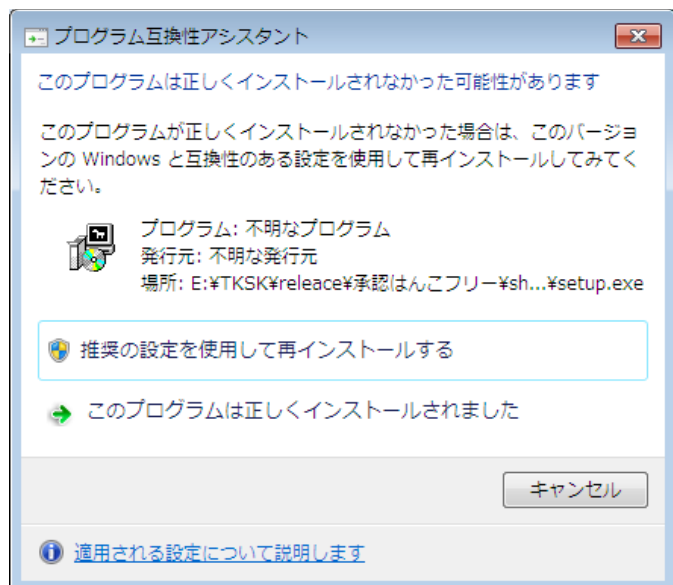 プログラム互換性アシスタント
このプログラムは正しくインストールされなかった可能性があります
このプログラムが正しくインストールされなかった場合は、このバージョ
ンの Windows と互換性のある設定を使用して再インストールしてみてく
ださい。
プログラム: 不明なプログラム
発行元: 不明な発行元
場所: E:¥TKSK¥releace¥承認はんこフリー¥sh...¥setup.exe
推奨の設定を使用して再インストールする
このプログラムは正しくインストールされました
キャンセル
適用される設定について説明します